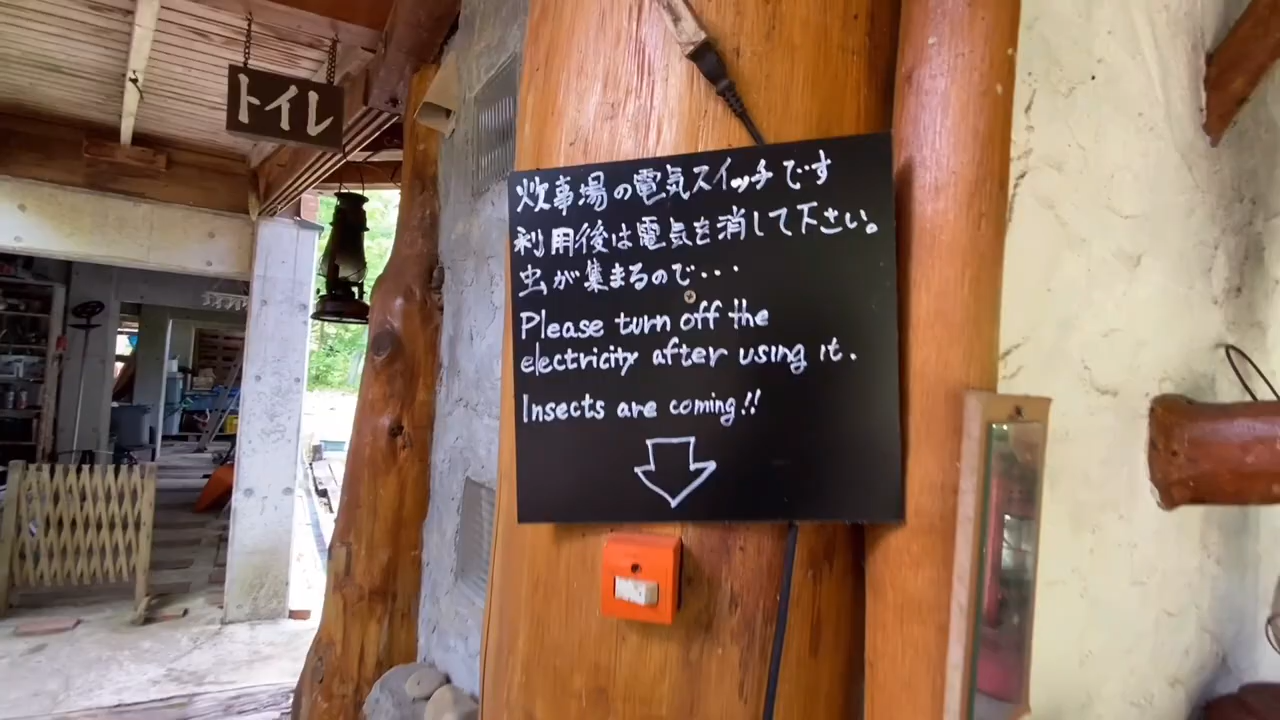 トイレ
炊事場の電気スイッチです
利用後は電気を消して下さい。
虫が集まるので・・・
Please turn off the
electricity after using it.
Insects are coming!!